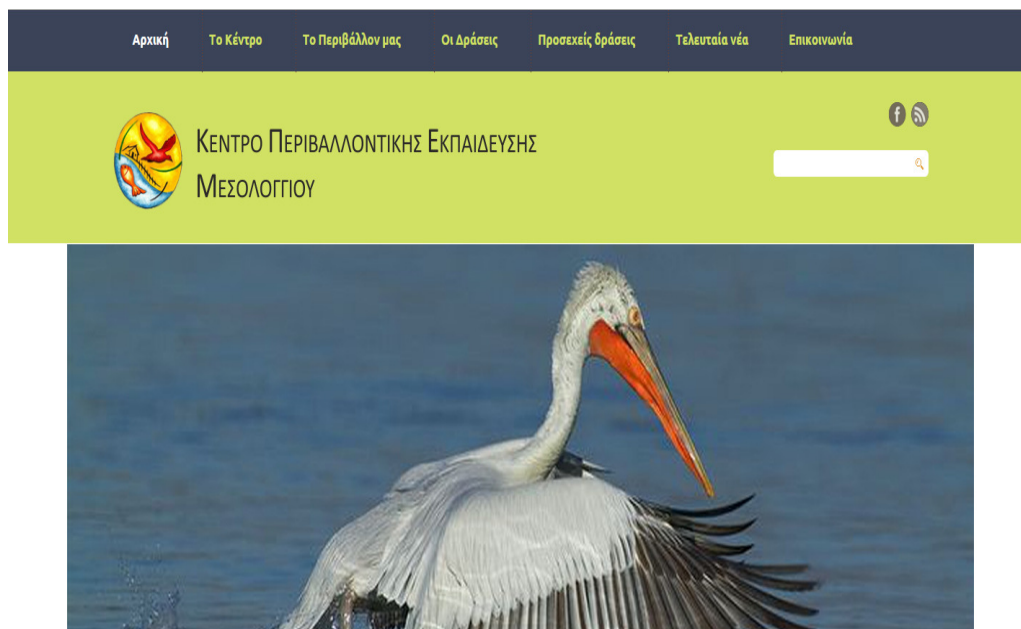 Αρχική Το Κέντρο Το Περιβάλλον μας Οι Δράσεις Προσεχείς δράσεις Τελευταία νέα Επικοινωνία
f
ΚΕΝΤΡΟ ΠΕΡΙΒΑΛΛΟΝΤΙΚΗΣ ΕΚΠΑΙΔΕΥΣΗΣ
ΜΕΣΟΛΟΓΓΙΟΥ